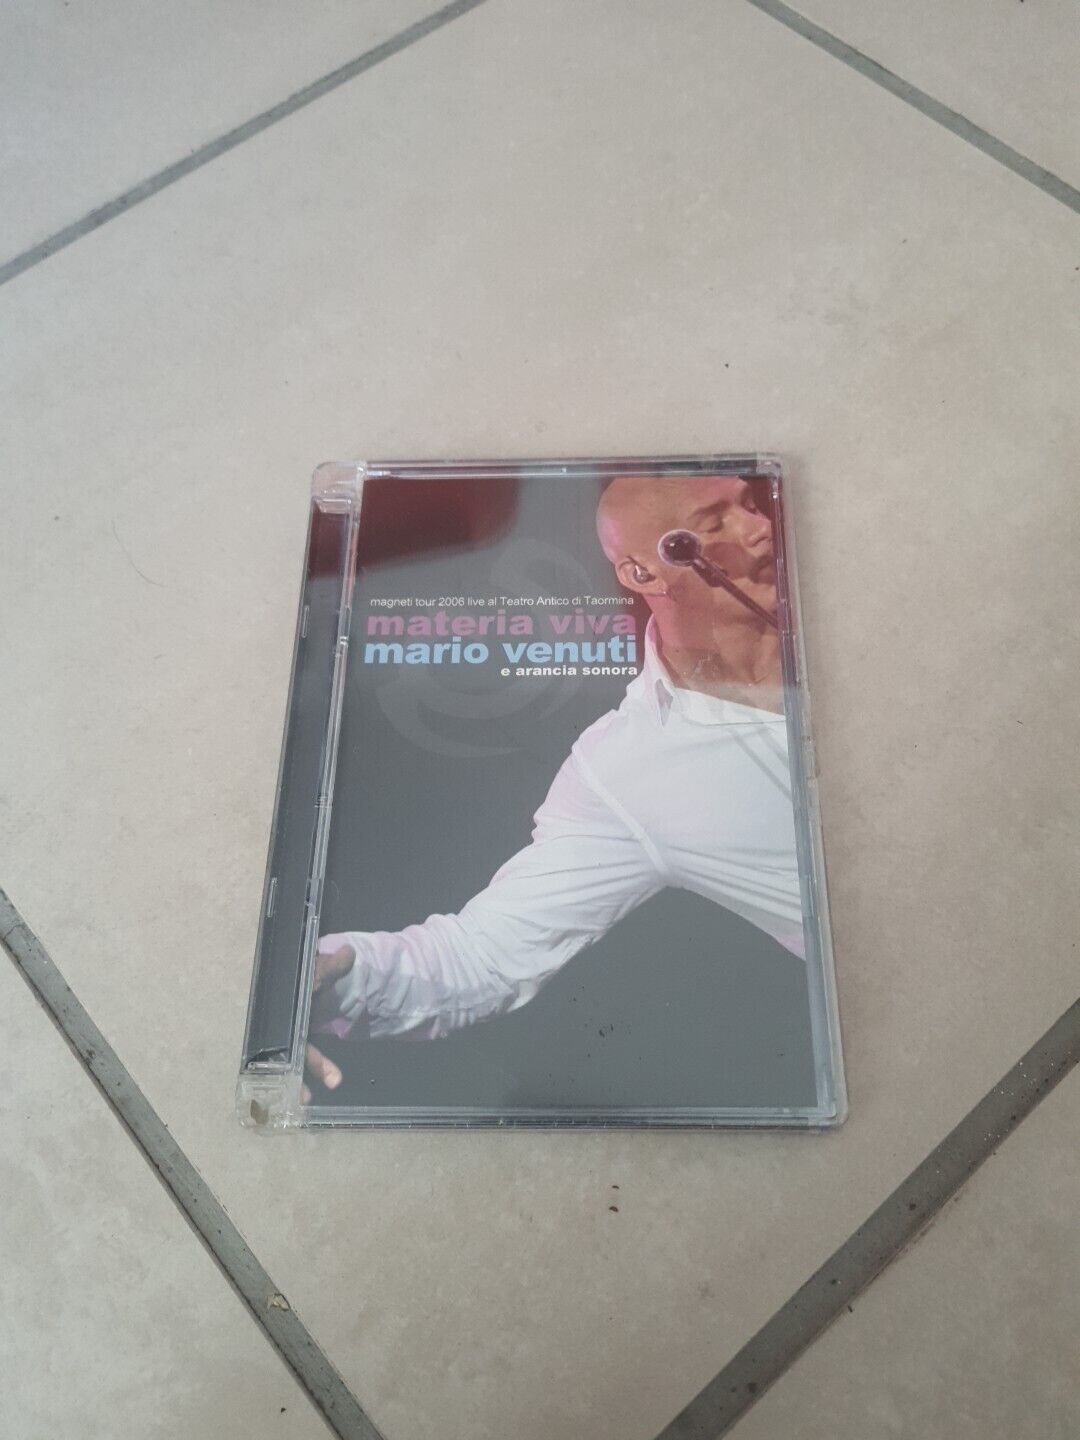 magneti tour 2006 live al Teatro Antico di Taormina
materia viva
mario venuti
e arancia sonora